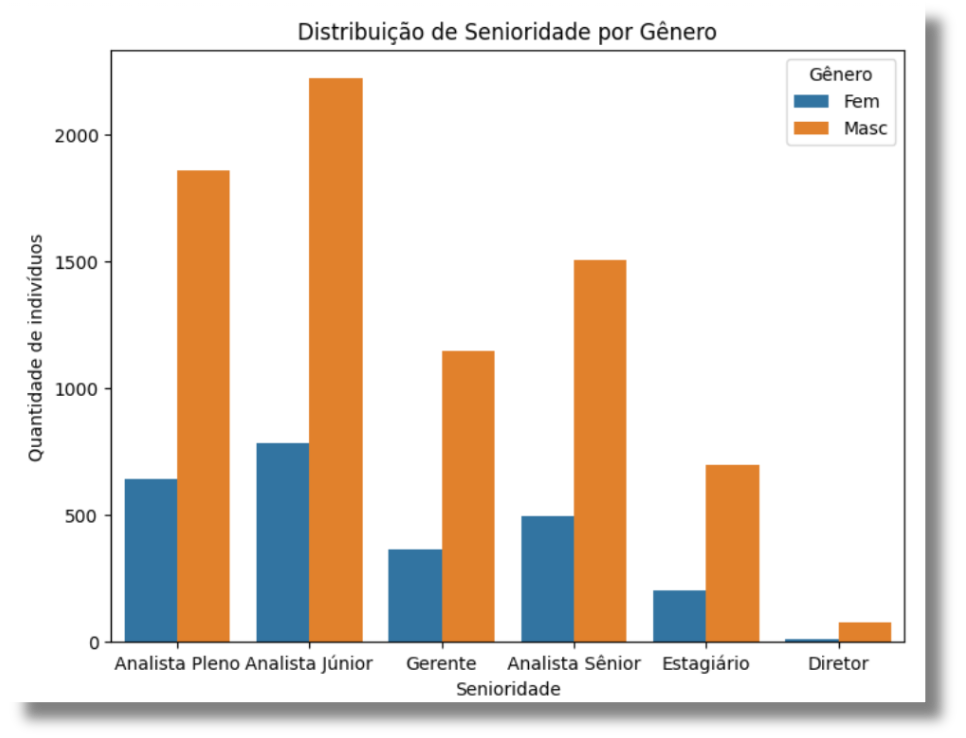 Distribuição de Senioridade por Gênero
Gênero
Fem
Masc
Quantidade de indivíduos
2000
1500
1000
500
0
Analista Pleno Analista Júnior Gerente Analista Sênior Estagiário Diretor
Senioridade